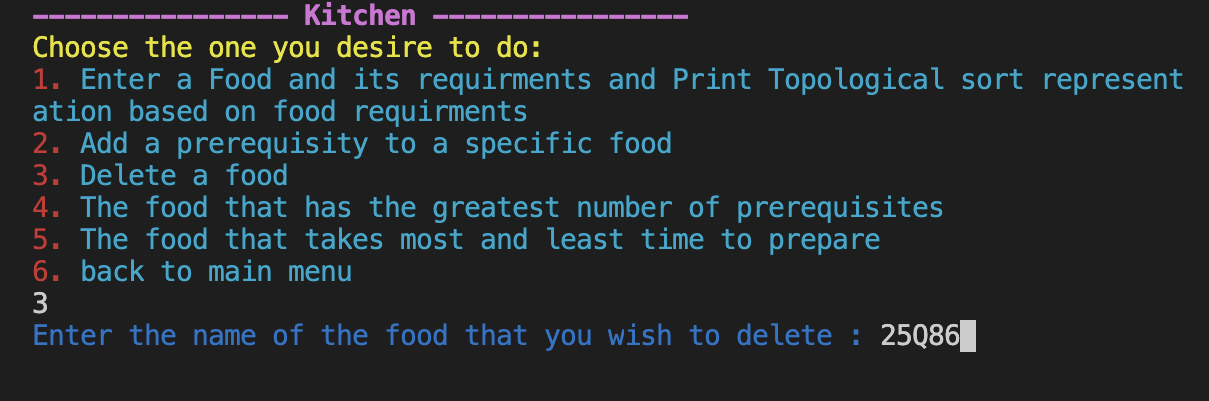 ---------------- Kitchen ----------------
Choose the one you desire to do:
1. Enter a Food and its requirments and Print Topological sort represent
ation based on food requirments
2. Add a prerequisity to a specific food
3. Delete a food
4. The food that has the greatest number of prerequisites
5. The food that takes most and least time to prepare
6. back to main menu
3
Enter the name of the food that you wish to delete : 25Q86